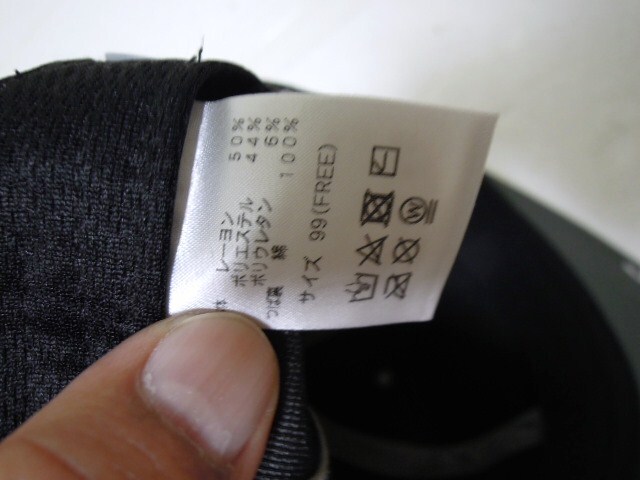 体 レーヨン 50%
ポリエステル 44%
ポリウレタン 6%
つば裏 綿 100%
サイズ 99(FREE)
W